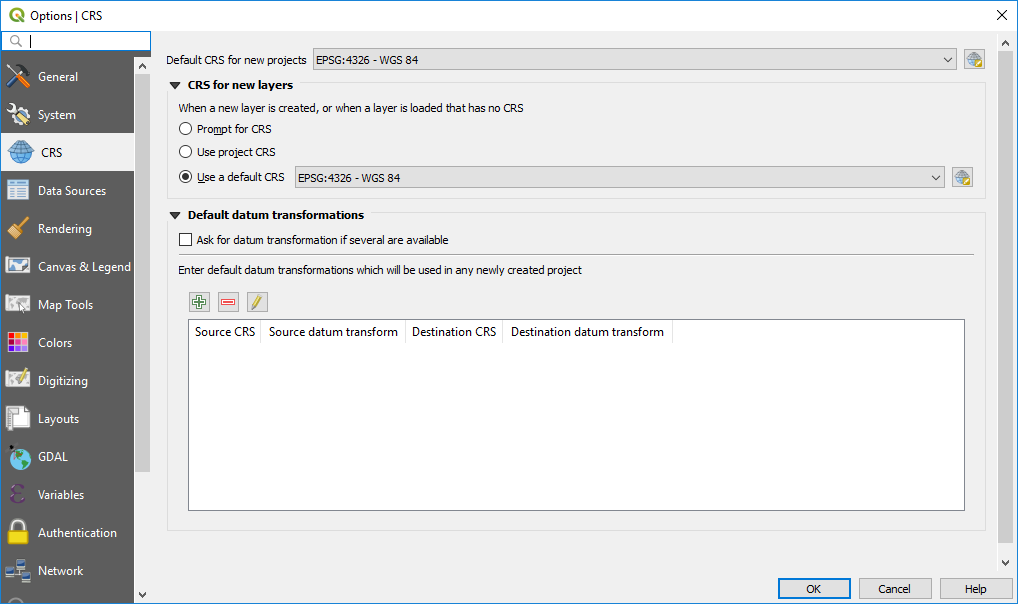 Options | CRS
General
System
CRS
Data Sources
Rendering
Canvas & Legend
Map Tools
Colors
Digitizing
Layouts
GDAL
Variables
Authentication
Network
Default CRS for new projects EPSG:4326 - WGS 84
CRS for new layers
When a new layer is created, or when a layer is loaded that has no CRS
Prompt for CRS
Use project CRS
Use a default CRS EPSG:4326 - WGS 84
Default datum transformations
Ask for datum transformation if several are available
Enter default datum transformations which will be used in any newly created project
Source CRS Source datum transform Destination CRS Destination datum transform
OK Cancel Help